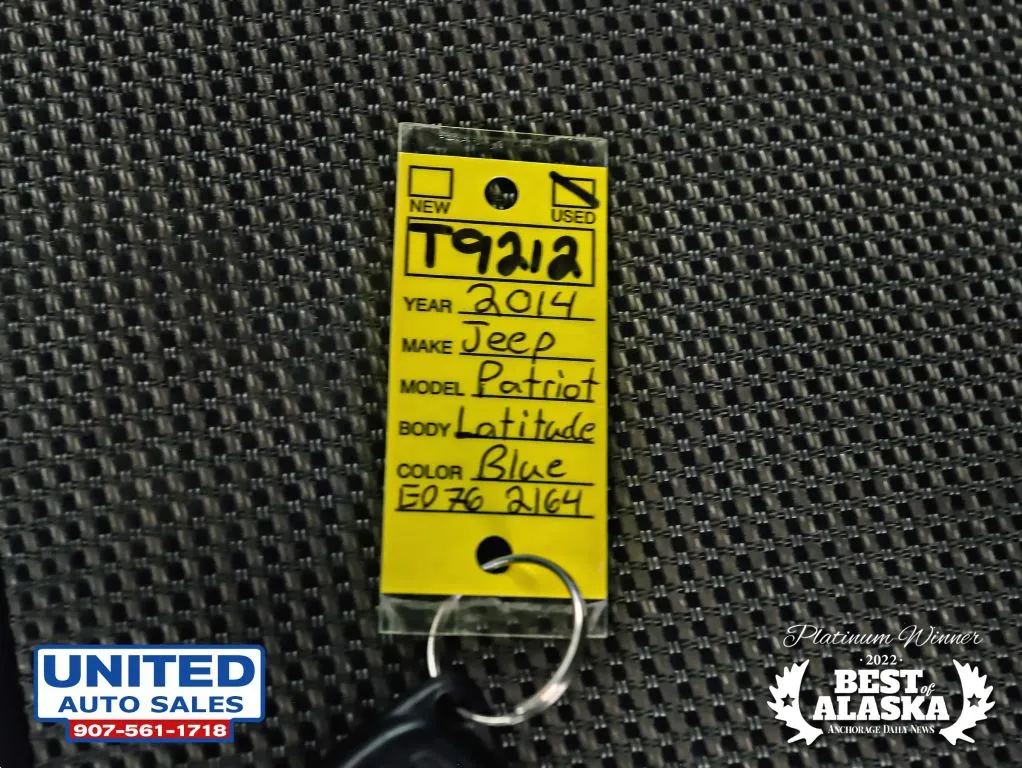 NEW
USED
T9212
YEAR 2014
MAKE Jeep
MODEL Patriot
BODY Latitude
COLOR Blue
E076 2164
UNITED
AUTO SALES
907-561-1718
Platinum Winner
·2022·
BEST of
ALASKA
ANCHORAGE DAILY NEWS